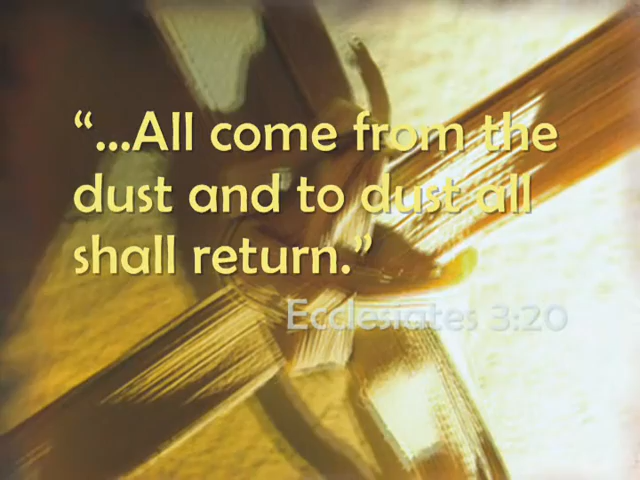 “...All come from the
dust and to dust all
shall return.”
Ecclesiates 3:20